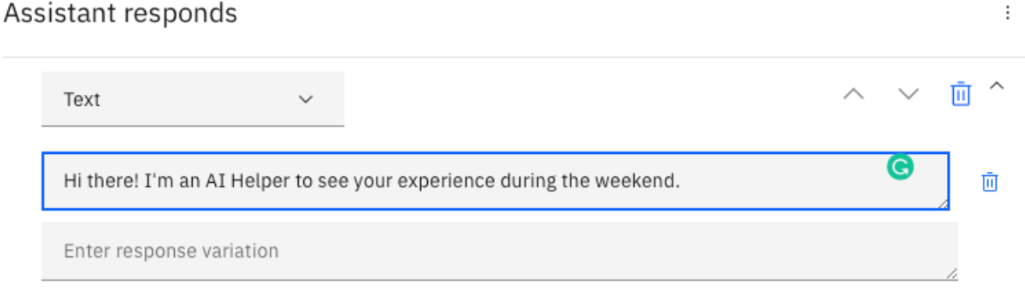 Assistant responds
Text
Hi there! I'm an AI Helper to see your experience during the weekend.
Enter response variation